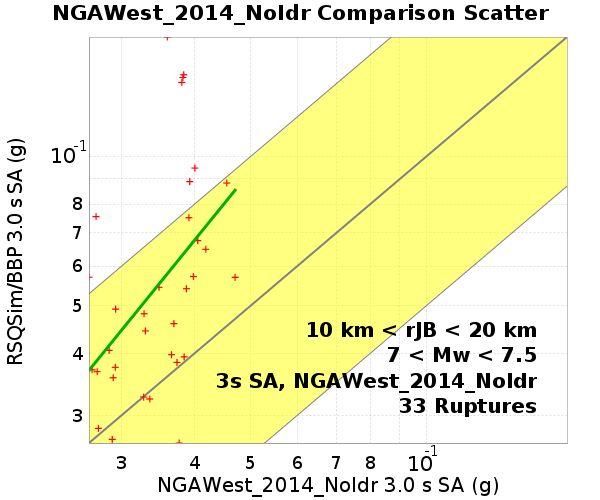 NGAWest_2014_NoIdr Comparison Scatter
RSQSim/BBP 3.0 s SA (g)
10-1
8
7
6
5
4
3
10 km < rJB < 20 km
7 < Mw < 7.5
3s SA, NGAWest_2014_NoIdr
33 Ruptures
3 4 5 6 7 8 10-1
NGAWest_2014_NoIdr 3.0 s SA (g)